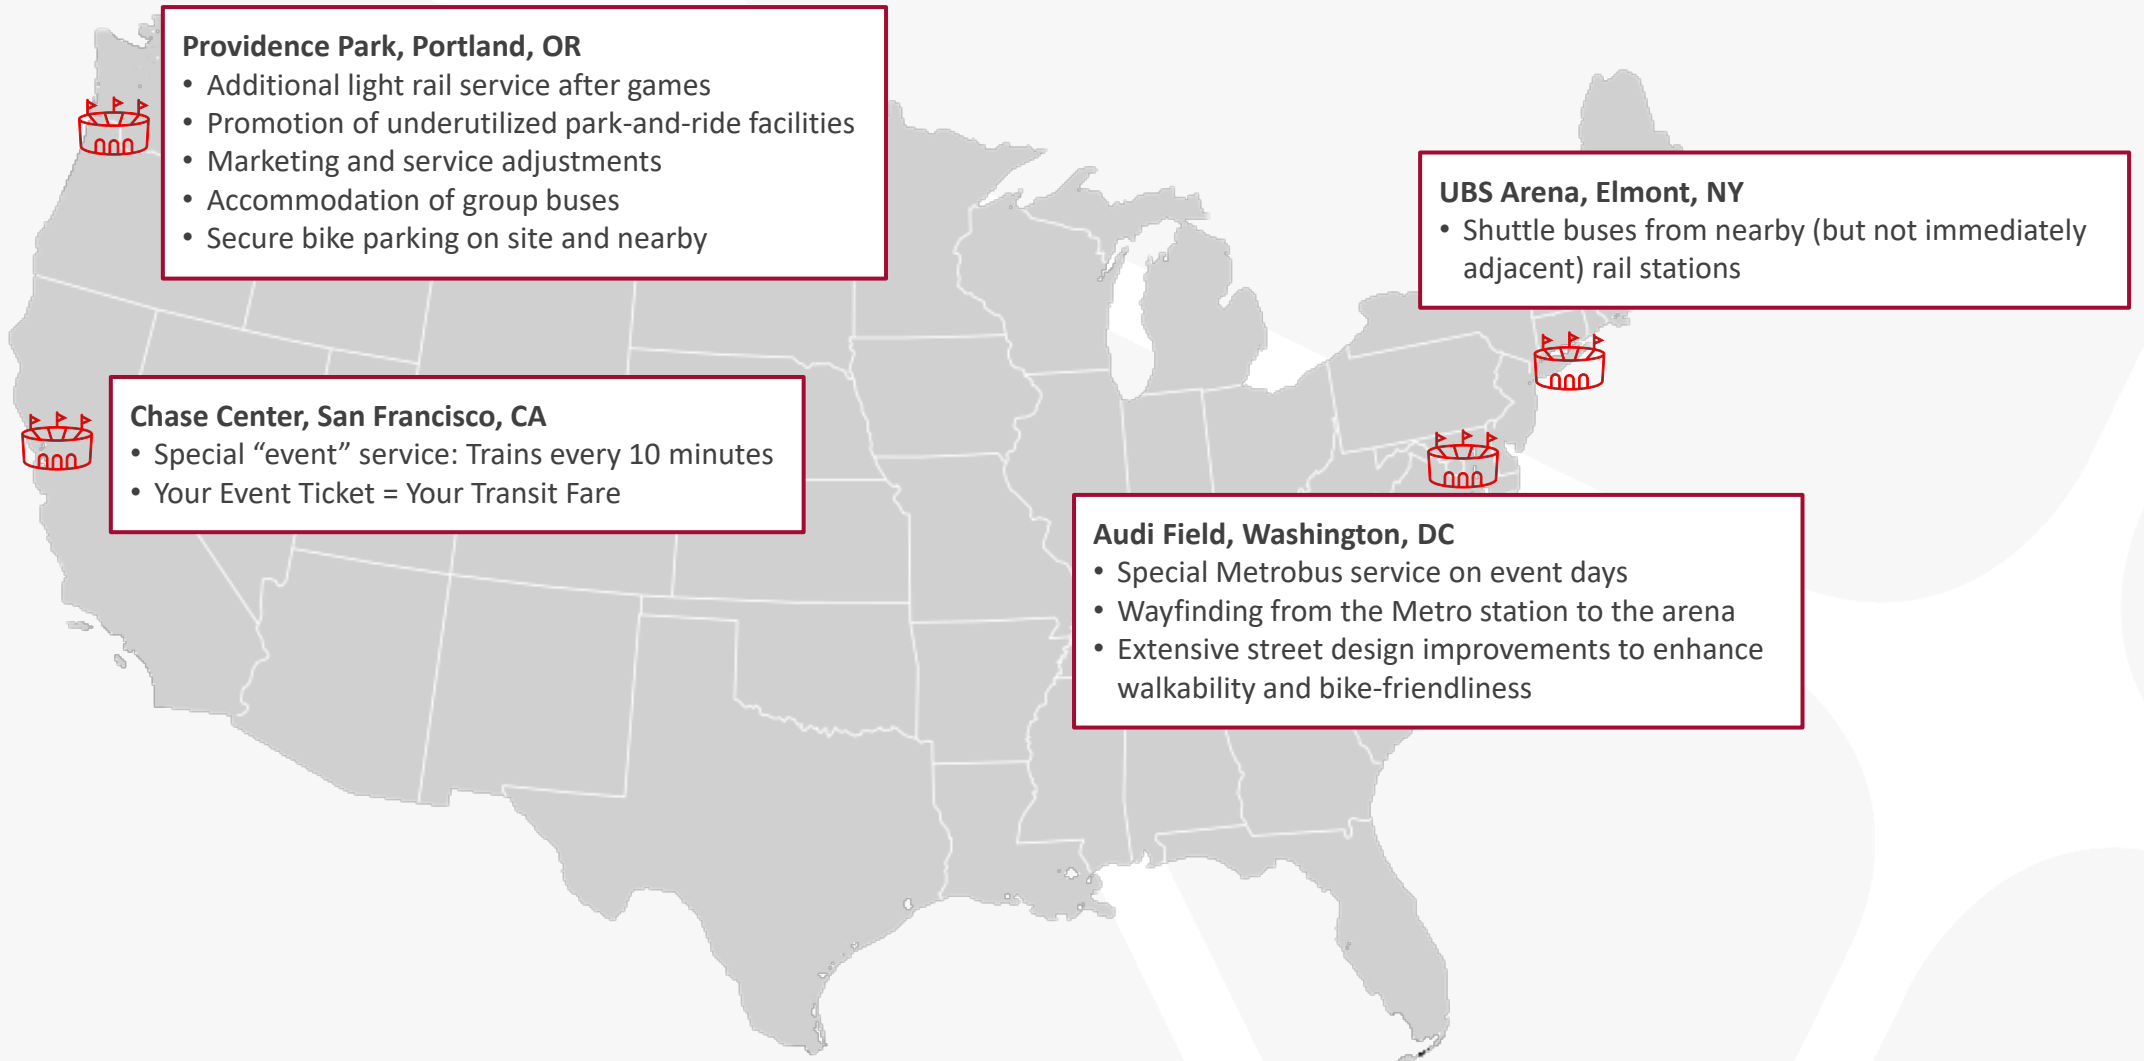 Providence Park, Portland, OR
• Additional light rail service after games
• Promotion of underutilized park-and-ride facilities
• Marketing and service adjustments
• Accommodation of group buses
• Secure bike parking on site and nearby
UBS Arena, Elmont, NY
• Shuttle buses from nearby (but not immediately
adjacent) rail stations
Chase Center, San Francisco, CA
• Special “event” service: Trains every 10 minutes
• Your Event Ticket = Your Transit Fare
Audi Field, Washington, DC
• Special Metrobus service on event days
• Wayfinding from the Metro station to the arena
• Extensive street design improvements to enhance
walkability and bike-friendliness